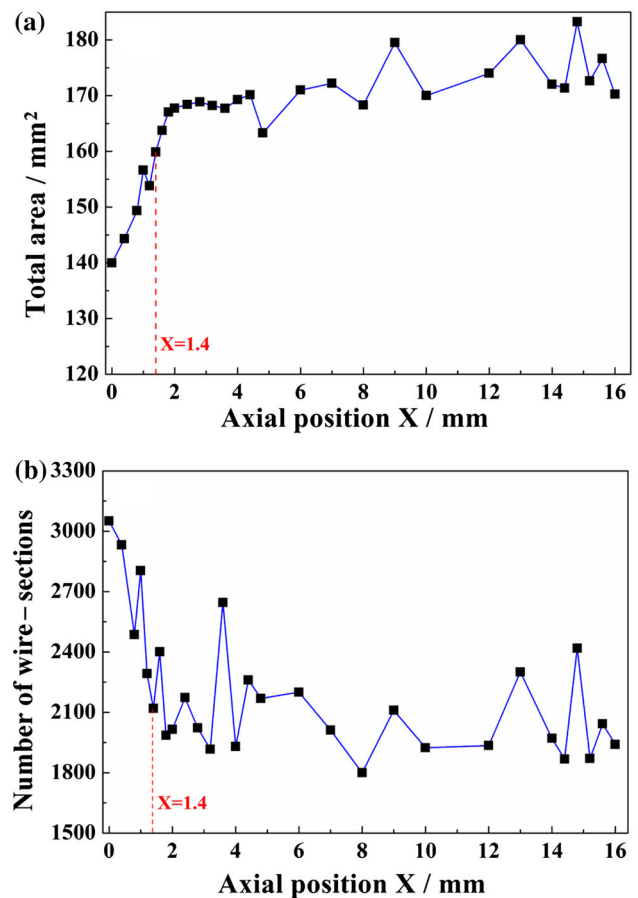 (a)
180
170
160
150
140
130
120
Total area / mm²
X=1.4
0 2 4 6 8 10 12 14 16
Axial position X / mm
(b)
3300
3000
2700
2400
2100
1800
1500
Number of wire−sections
X=1.4
0 2 4 6 8 10 12 14 16
Axial position X / mm